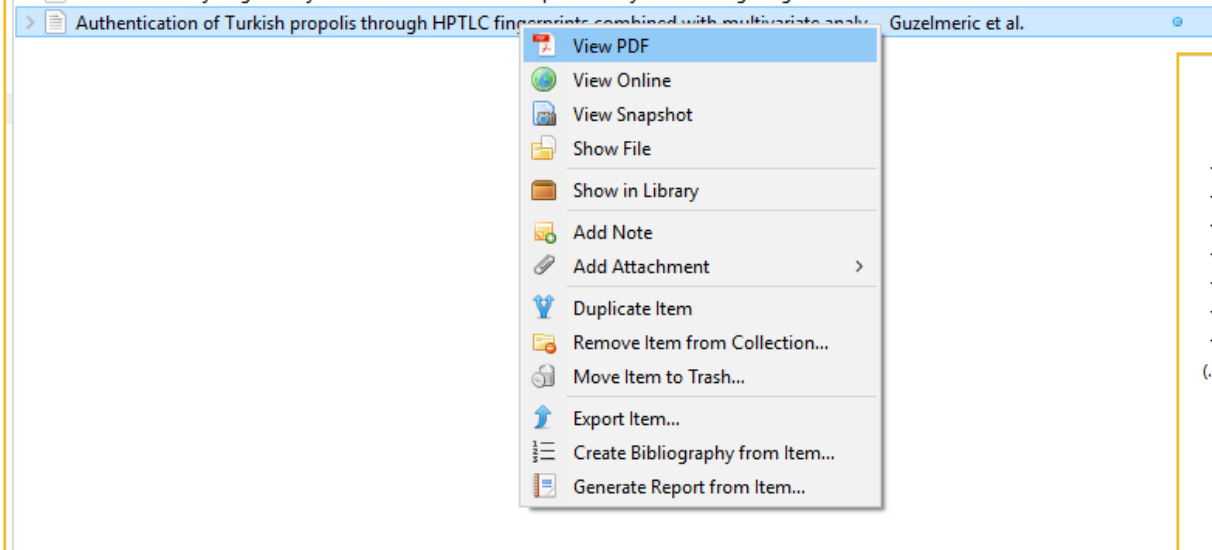 Authentication of Turkish propolis through HPTLC fingerprints combined with multivariate analy... Guzelmeric et al.
View PDF
View Online
View Snapshot
Show File
Show in Library
Add Note
Add Attachment
Duplicate Item
Remove Item from Collection...
Move Item to Trash...
Export Item...
Create Bibliography from Item...
Generate Report from Item...
(.